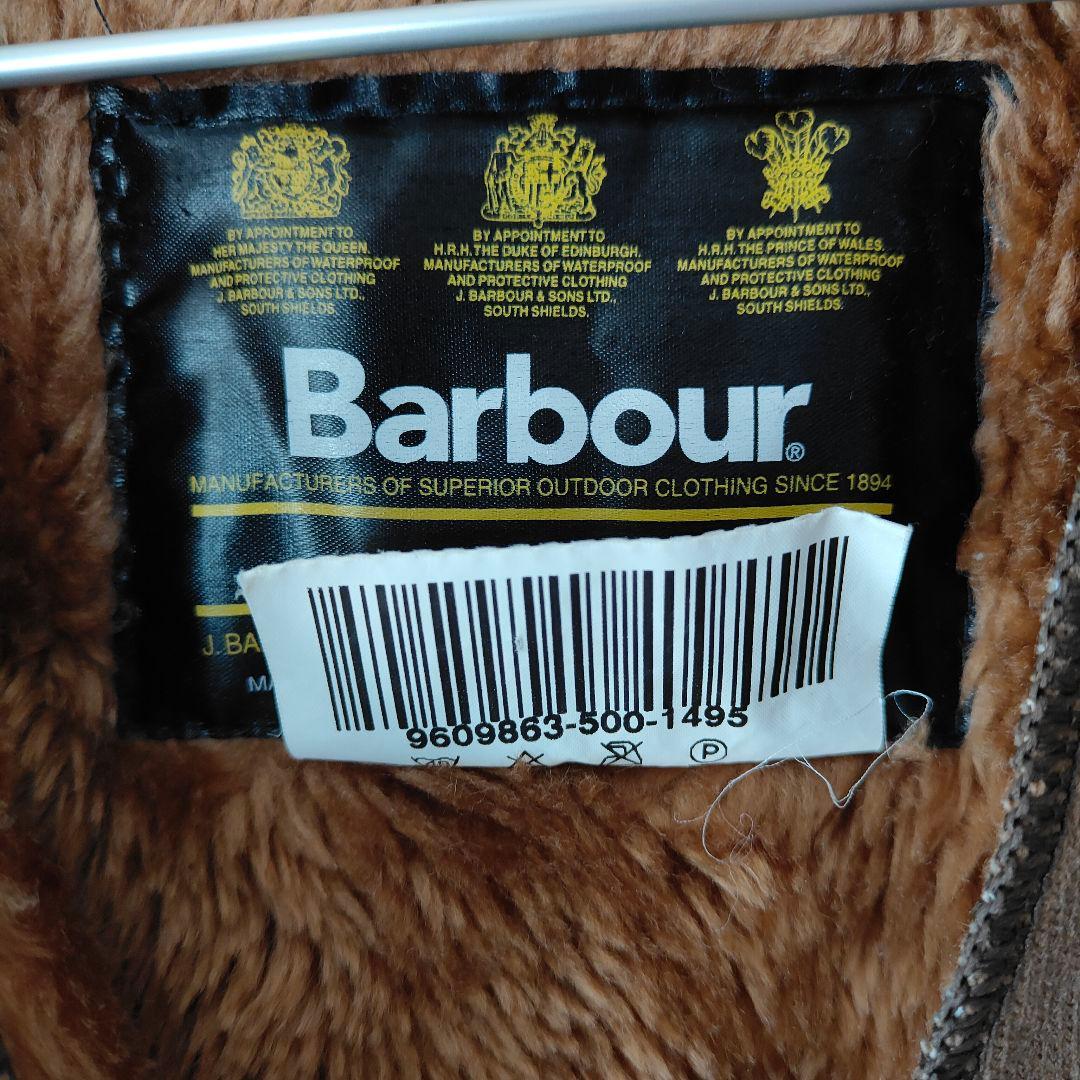 BY APPOINTMENT TO
HER MAJESTY THE QUEEN.
MANUFACTURERS OF WATERPROOF
AND PROTECTIVE CLOTHING
J. BARBOUR & SONS LTD.,
SOUTH SHIELDS.
BY APPOINTMENT TO
H.R.H. THE DUKE OF EDINBURGH.
MANUFACTURERS OF WATERPROOF
AND PROTECTIVE CLOTHING
J. BARBOUR & SONS LTD.,
SOUTH SHIELDS.
BY APPOINTMENT TO
H.R.H. THE PRINCE OF WALES.
MANUFACTURERS OF WATERPROOF
AND PROTECTIVE CLOTHING
J. BARBOUR & SONS LTD.,
SOUTH SHIELDS.
Barbour®
MANUFACTURERS OF SUPERIOR OUTDOOR CLOTHING SINCE 1894
J. BA
9609863-500-1495
P